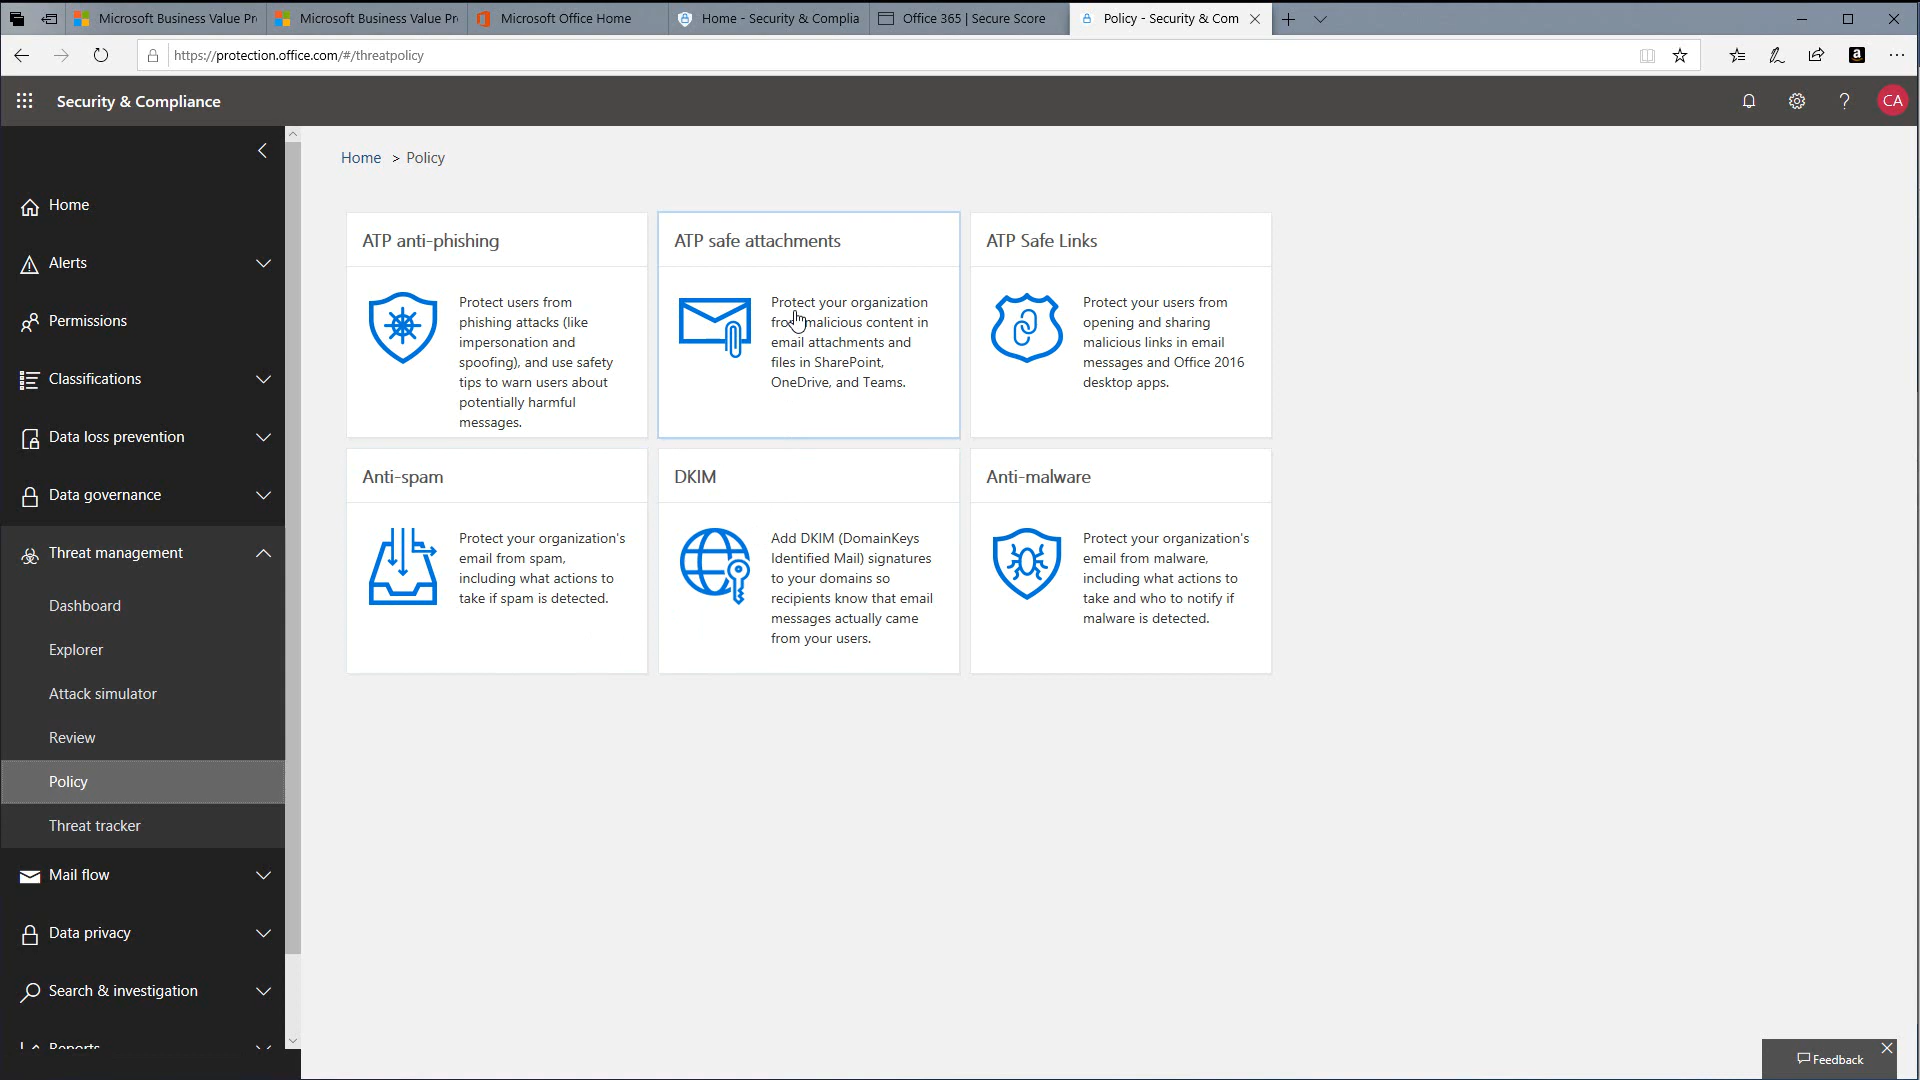 Microsoft Business Value Pr
Microsoft Business Value Pr
Microsoft Office Home
Home - Security & Complia
Office 365 | Secure Score
Policy - Security & Com
https://protection.office.com/#/threatpolicy
a
Security & Compliance
?
CA
Home > Policy
Home
Alerts
Permissions
Classifications
Data loss prevention
Data governance
Threat management
Dashboard
Explorer
Attack simulator
Review
Policy
Threat tracker
Mail flow
Data privacy
Search & investigation
Reports
ATP anti-phishing
Protect users from
phishing attacks (like
impersonation and
spoofing), and use safety
tips to warn users about
potentially harmful
messages.
ATP safe attachments
Protect your organization
from malicious content in
email attachments and
files in SharePoint,
OneDrive, and Teams.
ATP Safe Links
Protect your users from
opening and sharing
malicious links in email
messages and Office 2016
desktop apps.
Anti-spam
Protect your organization's
email from spam,
including what actions to
take if spam is detected.
DKIM
Add DKIM (DomainKeys
Identified Mail) signatures
to your domains so
recipients know that email
messages actually came
from your users.
Anti-malware
Protect your organization's
email from malware,
including what actions to
take and who to notify if
malware is detected.
Feedback